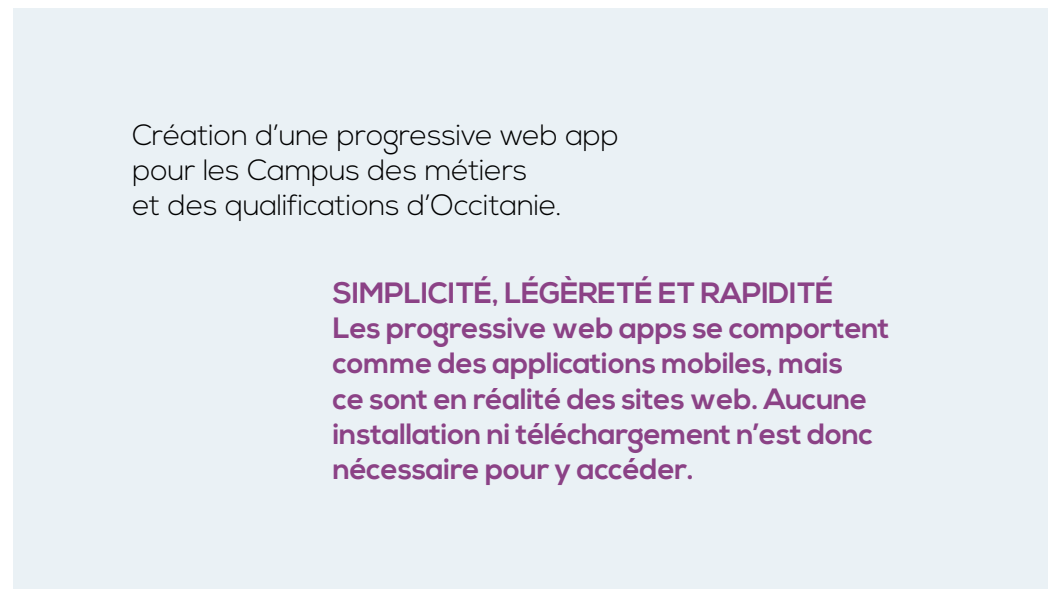 Création d’une progressive web app
pour les Campus des métiers
et des qualifications d’Occitanie.
SIMPLICITÉ, LÉGÈRETÉ ET RAPIDITÉ
Les progressive web apps se comportent
comme des applications mobiles, mais
ce sont en réalité des sites web. Aucune
installation ni téléchargement n’est donc
nécessaire pour y accéder.